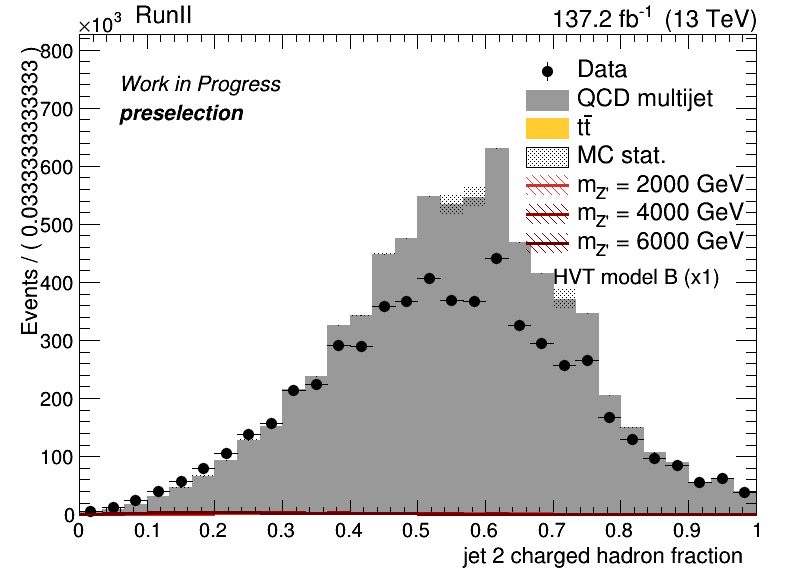 ×10³ RunII 137.2 fb⁻¹ (13 TeV)
Events / ( 0.0333333333333 )
800
700
600
500
400
300
200
100
0
Work in Progress
preselection
Data
QCD multijet
tt̄
MC stat.
m_Z' = 2000 GeV
m_Z' = 4000 GeV
m_Z' = 6000 GeV
HVT model B (x1)
0 0.1 0.2 0.3 0.4 0.5 0.6 0.7 0.8 0.9 1
jet 2 charged hadron fraction